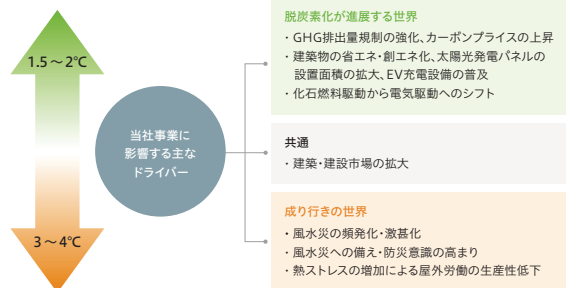 1.5～2℃
3～4℃
当社事業に
影響する主な
ドライバー
脱炭素化が進展する世界
・GHG排出量規制の強化、カーボンプライスの上昇
・建築物の省エネ・創エネ化、太陽光発電パネルの
設置面積の拡大、EV充電設備の普及
・化石燃料駆動から電気駆動へのシフト
共通
・建築・建設市場の拡大
成り行きの世界
・風水災の頻発化・激甚化
・風水災への備え・防災意識の高まり
・熱ストレスの増加による屋外労働の生産性低下